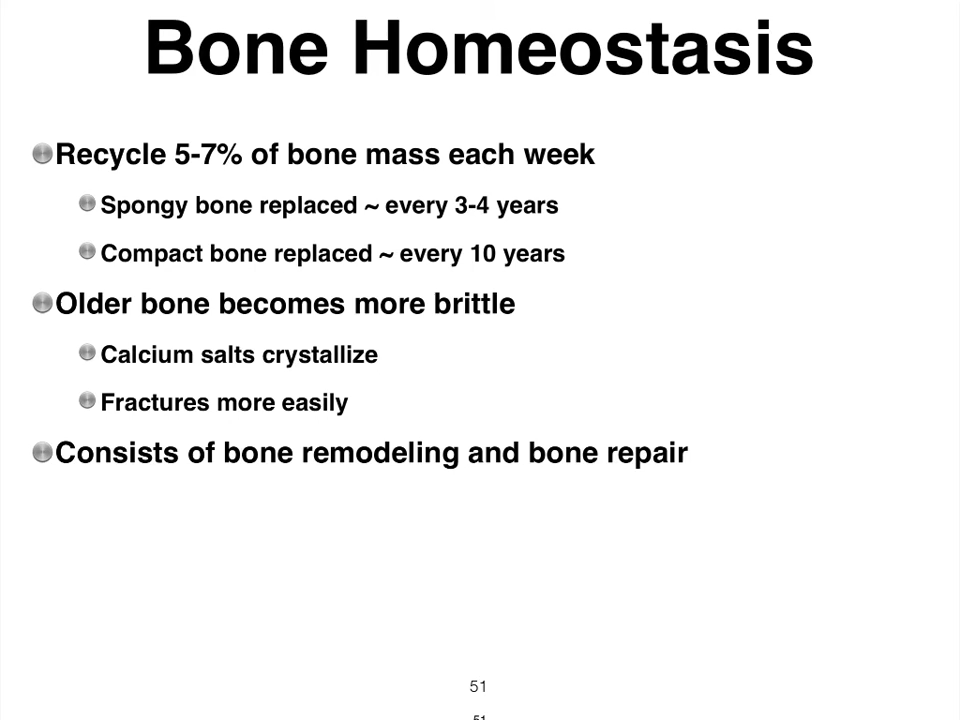 Bone Homeostasis
Recycle 5-7% of bone mass each week
Spongy bone replaced ~ every 3-4 years
Compact bone replaced ~ every 10 years
Older bone becomes more brittle
Calcium salts crystallize
Fractures more easily
Consists of bone remodeling and bone repair
51
51